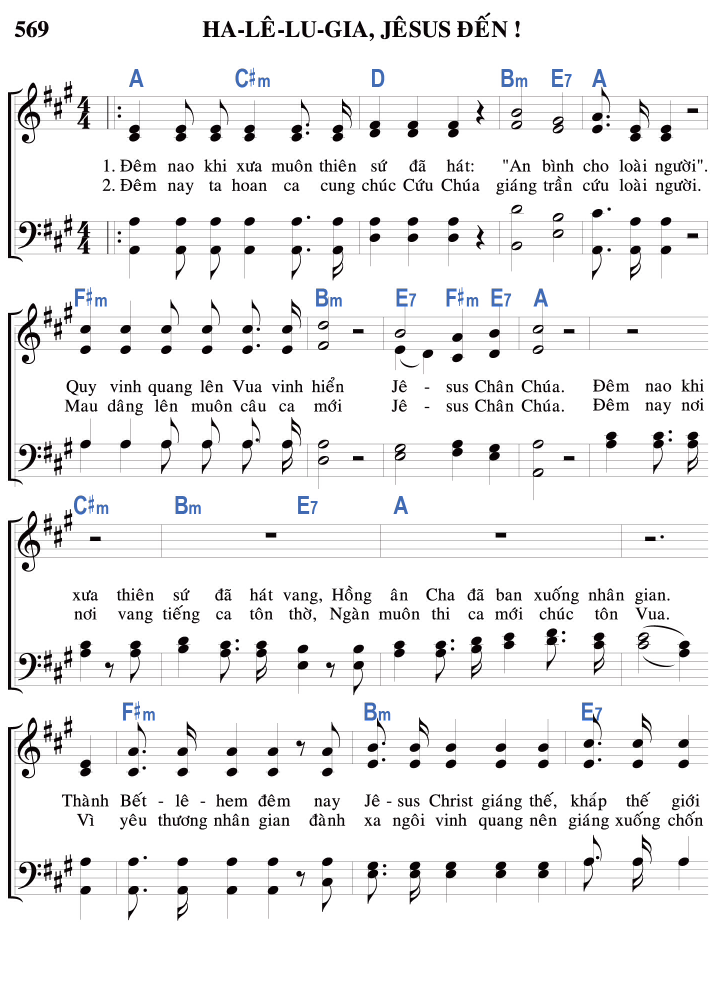 569 HA-LÊ-LU-GIA, JÊSUS ĐẾN !
A C♯m D Bm E7 A
1. Đêm nao khi xưa muôn thiên sứ đã hát: "An bình cho loài người".
2. Đêm nay ta hoan ca cung chúc Cứu Chúa giáng trần cứu loài người.
F♯m Bm E7 F♯m E7 A
Quy vinh quang lên Vua vinh hiển Jê - sus Chân Chúa. Đêm nao khi
Mau dâng lên muôn câu ca mới Jê - sus Chân Chúa. Đêm nay nơi
C♯m Bm E7 A
xưa thiên sứ đã hát vang, Hồng ân Cha đã ban xuống nhân gian.
nơi vang tiếng ca tôn thờ, Ngàn muôn thi ca mới chúc tôn Vua.
F♯m Bm E7
Thành Bết - lê - hem đêm nay Jê - sus Christ giáng thế, khắp thế giới
Vì yêu thương nhân gian đành xa ngôi vinh quang nên giáng xuống chốn